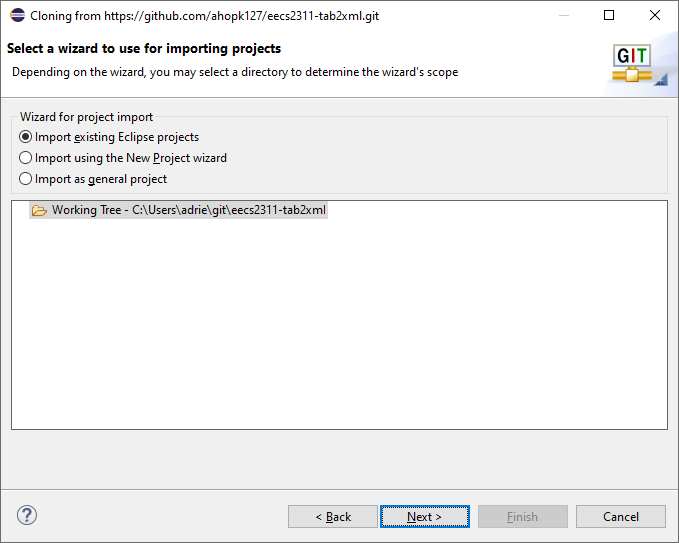 Cloning from https://github.com/ahopk127/eecs2311-tab2xml.git
Select a wizard to use for importing projects
Depending on the wizard, you may select a directory to determine the wizard's scope
GIT
Wizard for project import
Import existing Eclipse projects
Import using the New Project wizard
Import as general project
Working Tree - C:\Users\adrie\git\eecs2311-tab2xml
?
< Back
Next >
Finish
Cancel